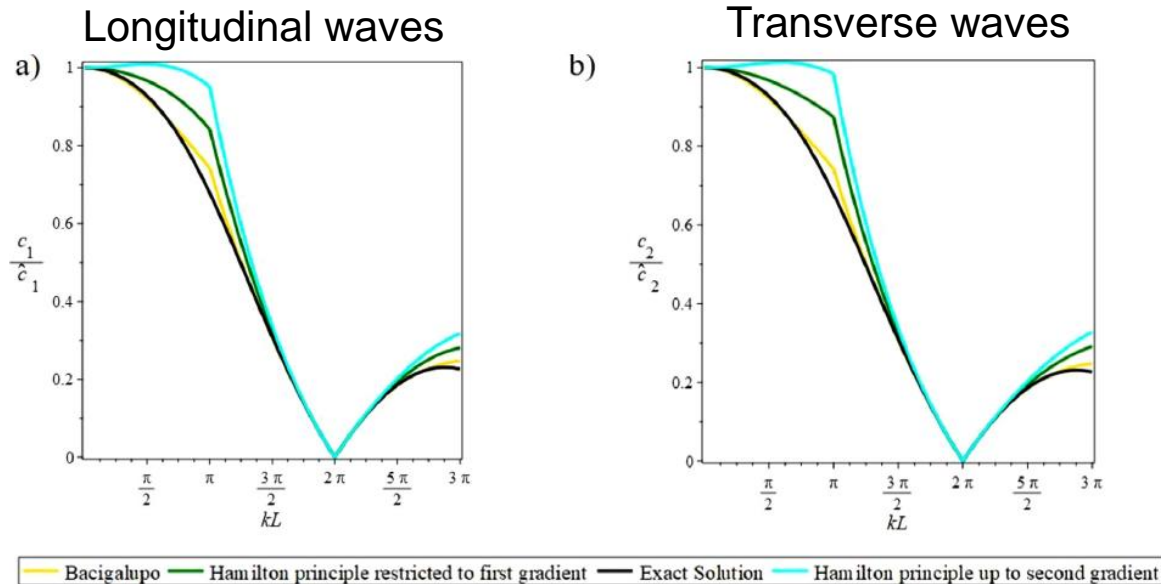 Longitudinal waves
Transverse waves
a)
1
0.8
0.6
0.4
0.2
0
c₁
ĉ₁
π/2
π
3π/2
2π
5π/2
3π
kL
b)
1
0.8
0.6
0.4
0.2
0
c₂
ĉ₂
π/2
π
3π/2
2π
5π/2
3π
kL
Bacigalupo Hamilton principle restricted to first gradient Exact Solution Hamilton principle up to second gradient